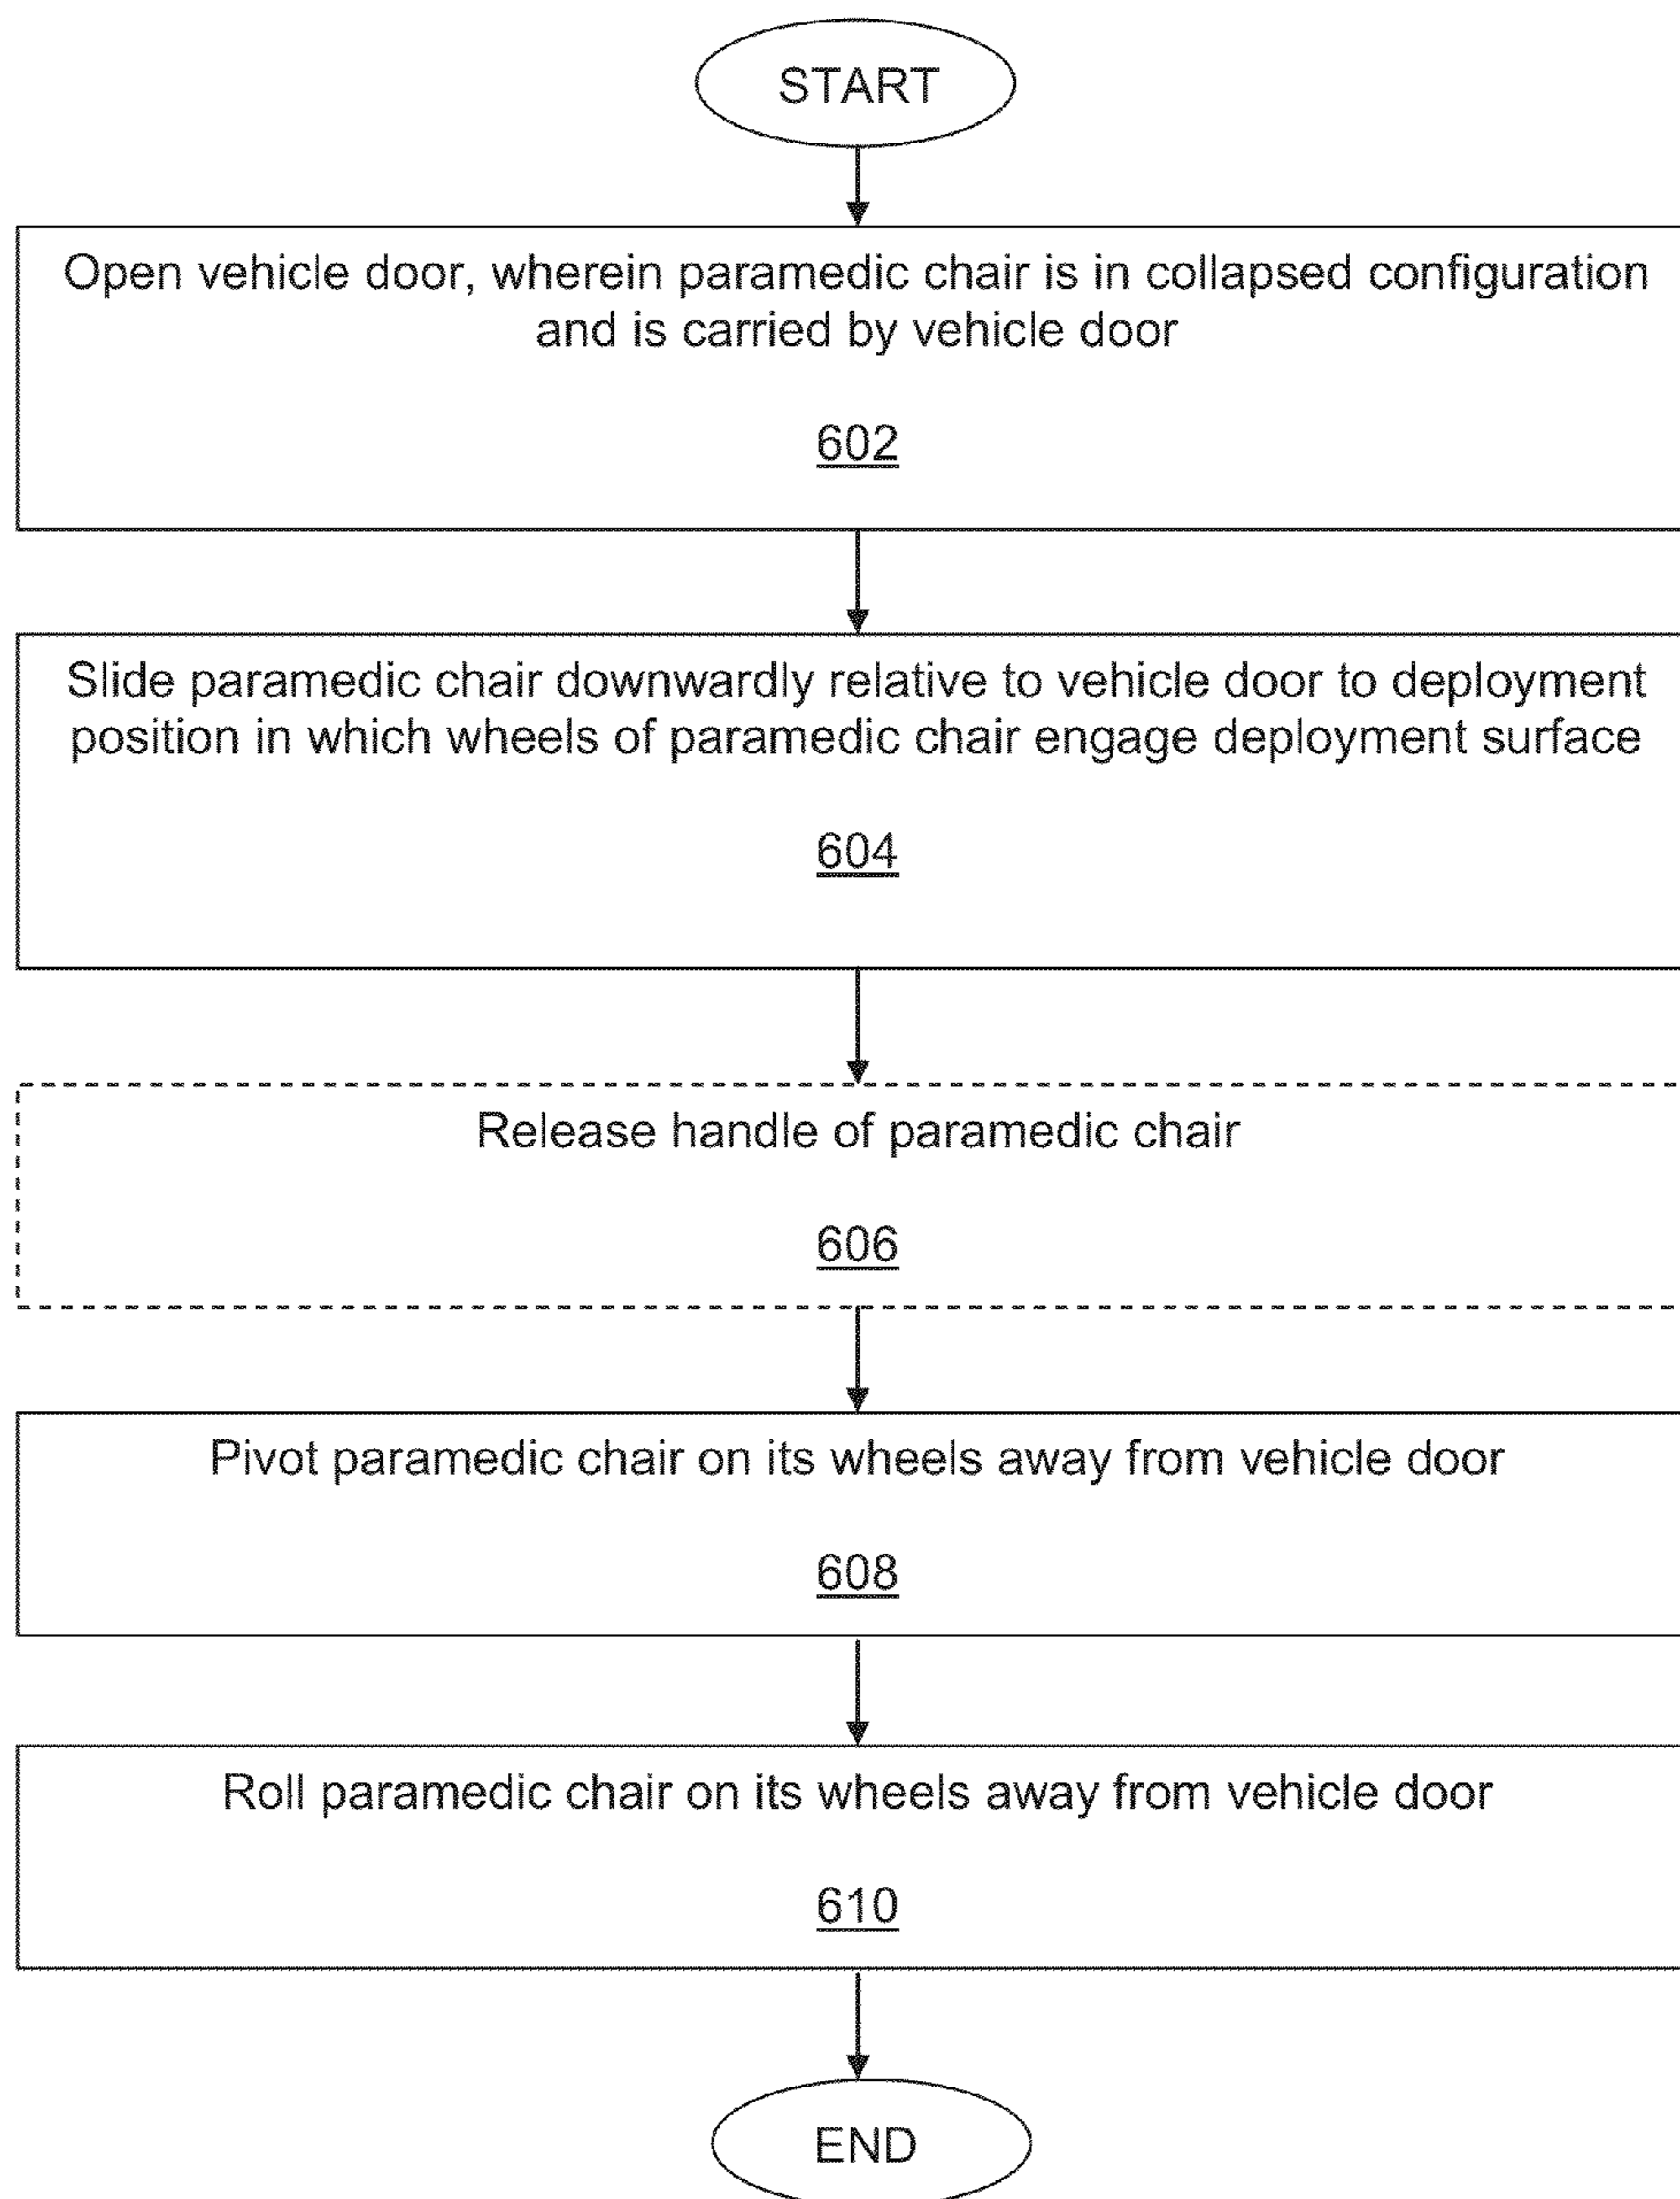 START
Open vehicle door, wherein paramedic chair is in collapsed configuration
and is carried by vehicle door
602
Slide paramedic chair downwardly relative to vehicle door to deployment
position in which wheels of paramedic chair engage deployment surface
604
Release handle of paramedic chair
606
Pivot paramedic chair on its wheels away from vehicle door
608
Roll paramedic chair on its wheels away from vehicle door
610
END